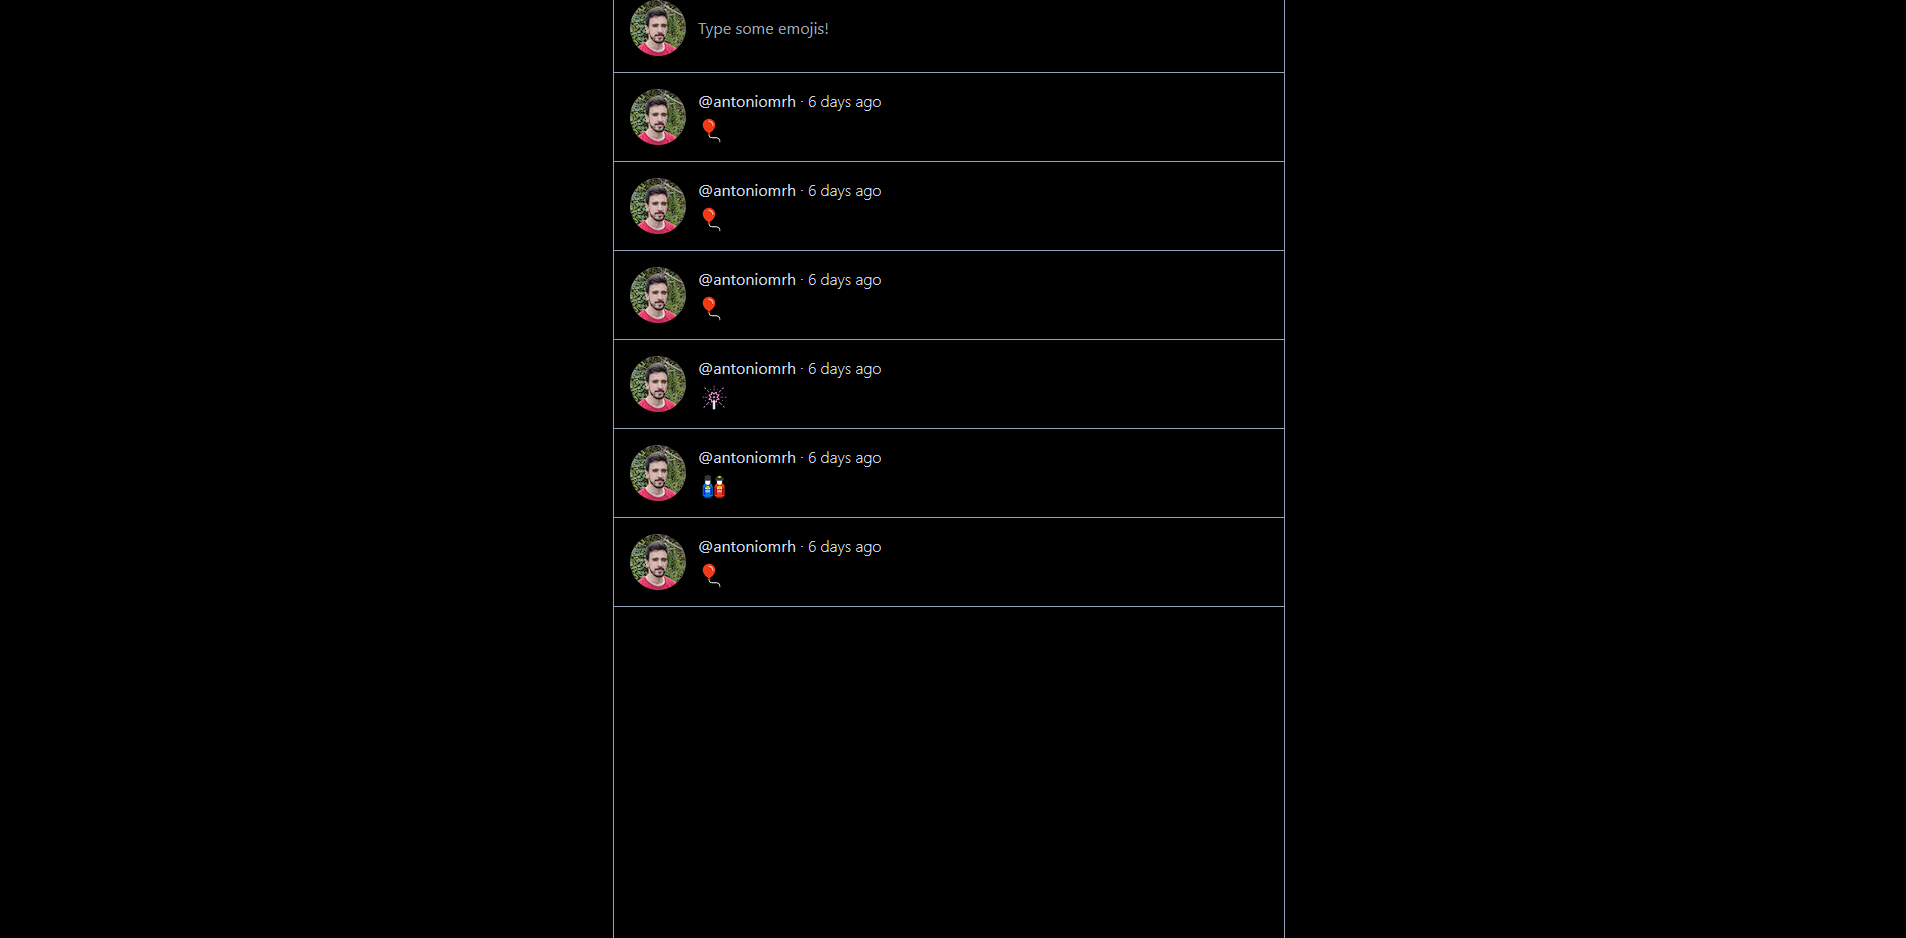 Type some emojis!
@antoniomrh · 6 days ago
🎈
@antoniomrh · 6 days ago
🎈
@antoniomrh · 6 days ago
🎈
@antoniomrh · 6 days ago
🎇
@antoniomrh · 6 days ago
🎎
@antoniomrh · 6 days ago
🎈